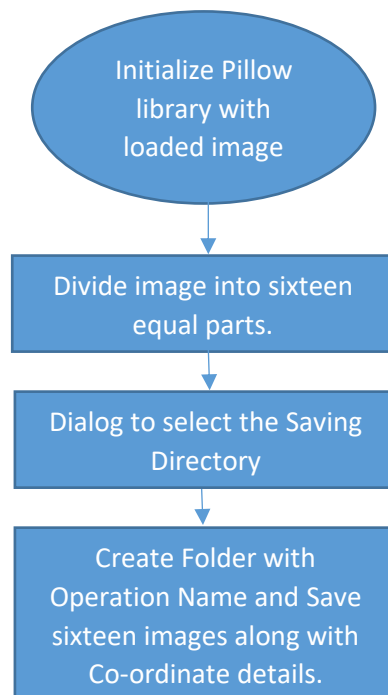 Initialize Pillow
library with
loaded image
Divide image into sixteen
equal parts.
Dialog to select the Saving
Directory
Create Folder with
Operation Name and Save
sixteen images along with
Co-ordinate details.